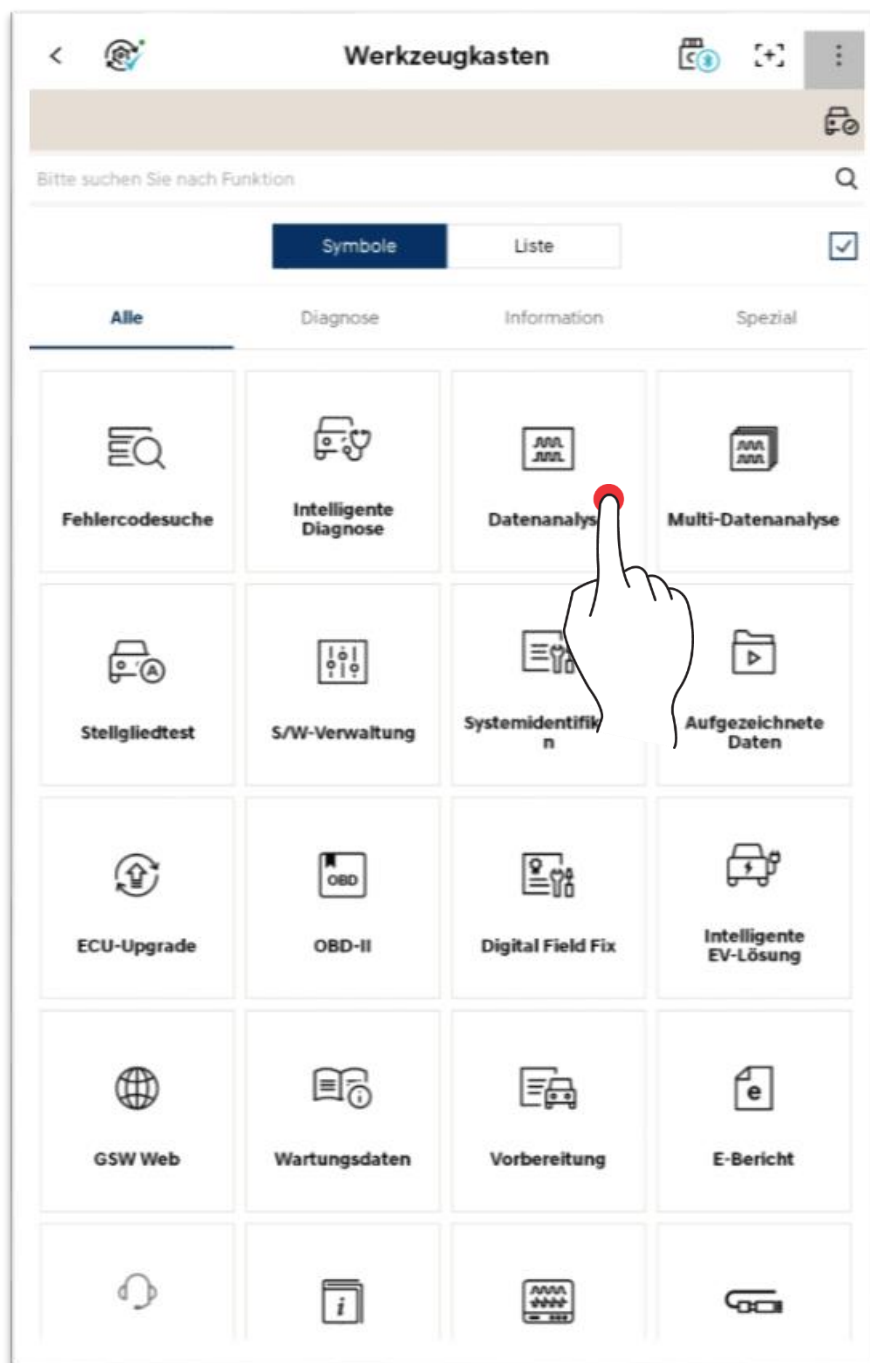 Werkzeugkasten
Bitte suchen Sie nach Funktion
Symbole
Liste
Alle
Diagnose
Information
Spezial
Fehlercodesuche
Intelligente
Diagnose
Datenanalys
Multi-Datenanalyse
Stellgliedtest
S/W-Verwaltung
Systemidentifik
n
Aufgezeichnete
Daten
ECU-Upgrade
OBD
OBD-II
Digital Field Fix
Intelligente
EV-Lösung
GSW Web
Wartungsdaten
Vorbereitung
e
E-Bericht
i